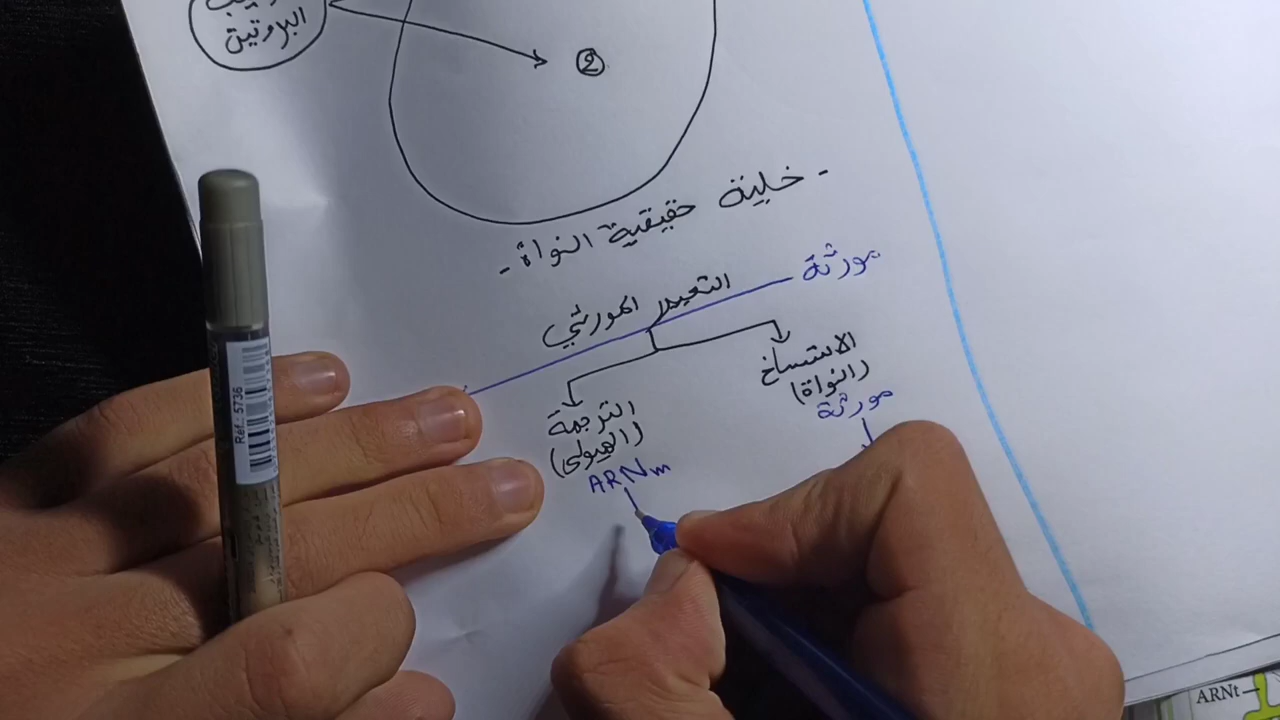 البروتين
②
- خلية حقيقية النواة -
مورثة
التعبير المورثي
الاستنساخ
(النواة)
مورثة
الترجمة
(الهيولى)
ARNm
Réf.: 5736
ARNt